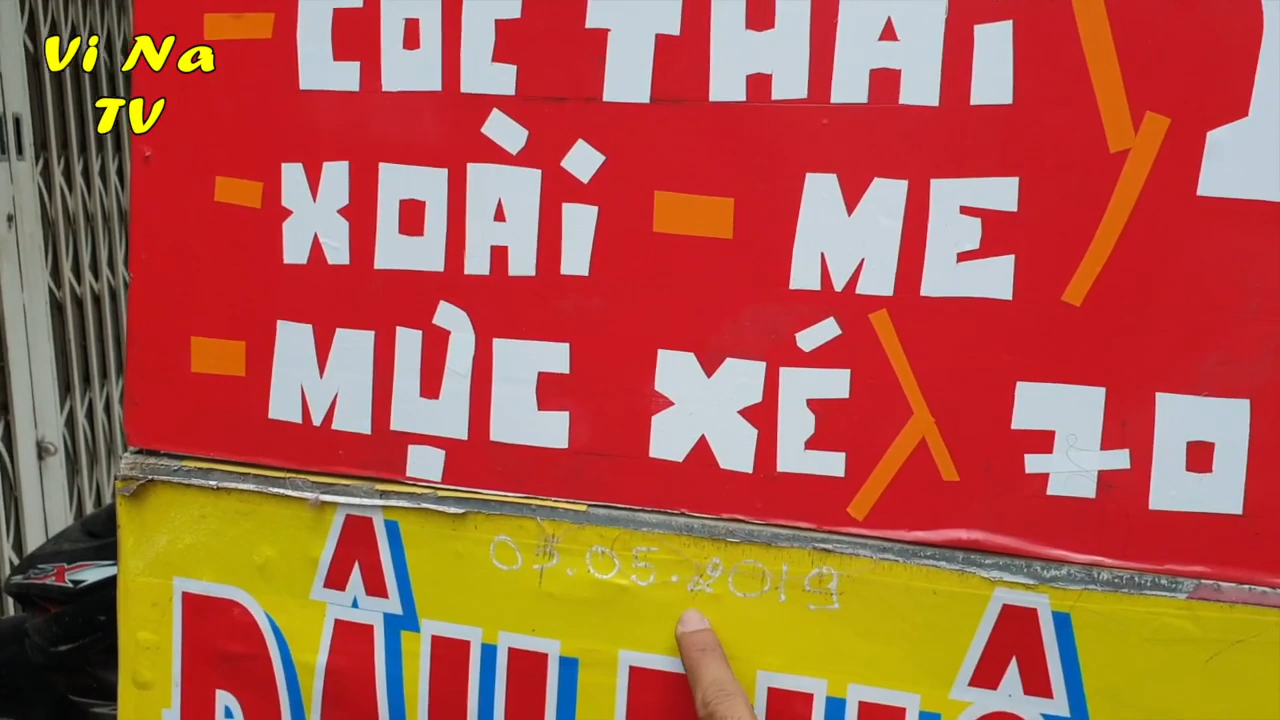 Vi Na
TV
- CÓC THÁI
- XOÀI - ME
- MỰC XÉ 70
03.05.2019